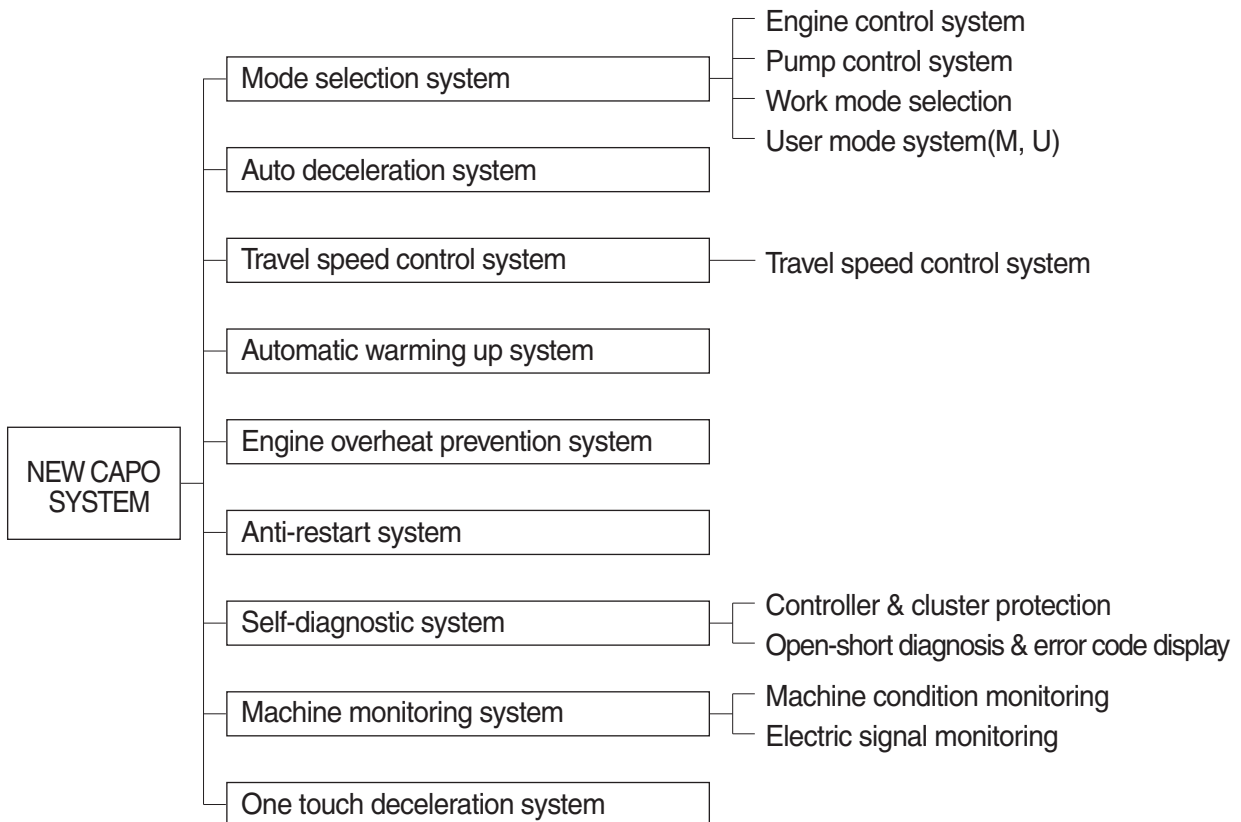 Engine control system
Mode selection system
Pump control system
Work mode selection
User mode system(M, U)
Auto deceleration system
Travel speed control system
Travel speed control system
Automatic warming up system
Engine overheat prevention system
NEW CAPO
SYSTEM
Anti-restart system
Self-diagnostic system
Controller & cluster protection
Open-short diagnosis & error code display
Machine monitoring system
Machine condition monitoring
Electric signal monitoring
One touch deceleration system